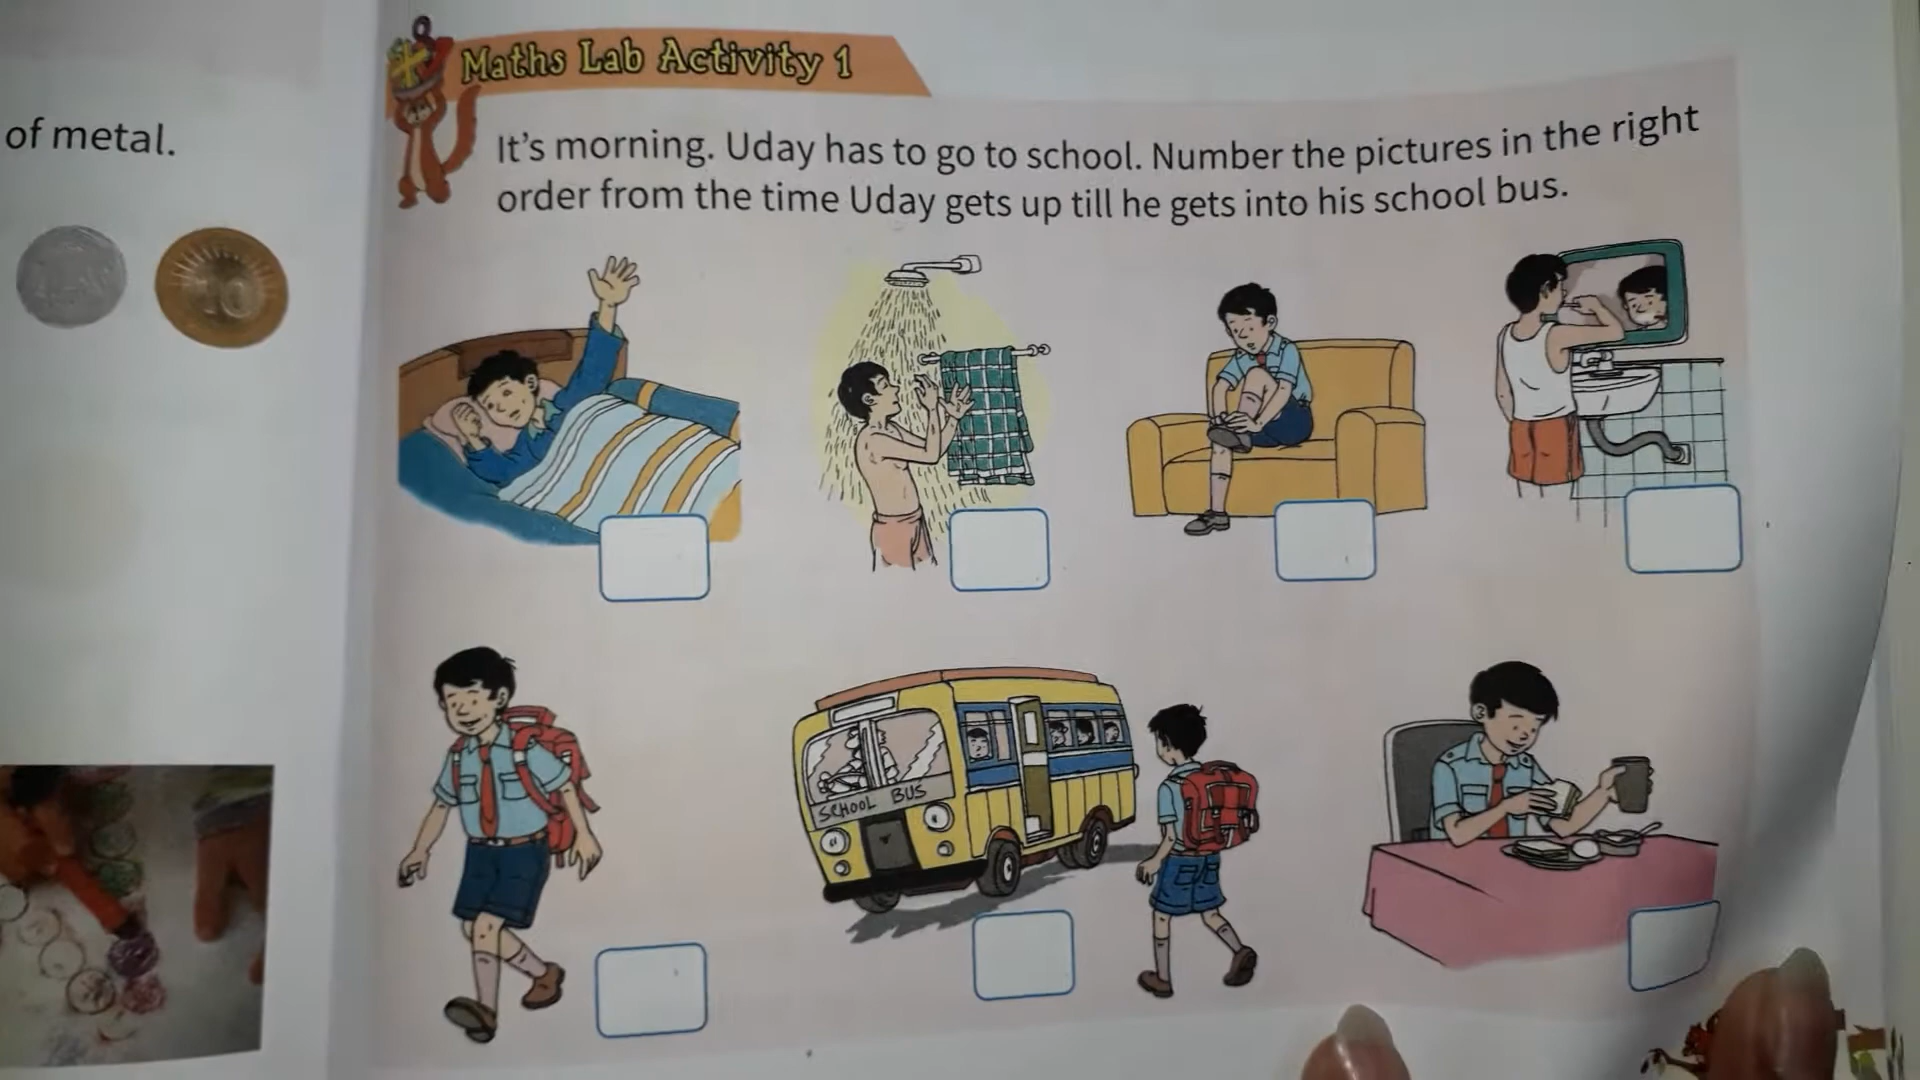 Maths Lab Activity 1
of metal.
It's morning. Uday has to go to school. Number the pictures in the right
order from the time Uday gets up till he gets into his school bus.
10
SCHOOL BUS